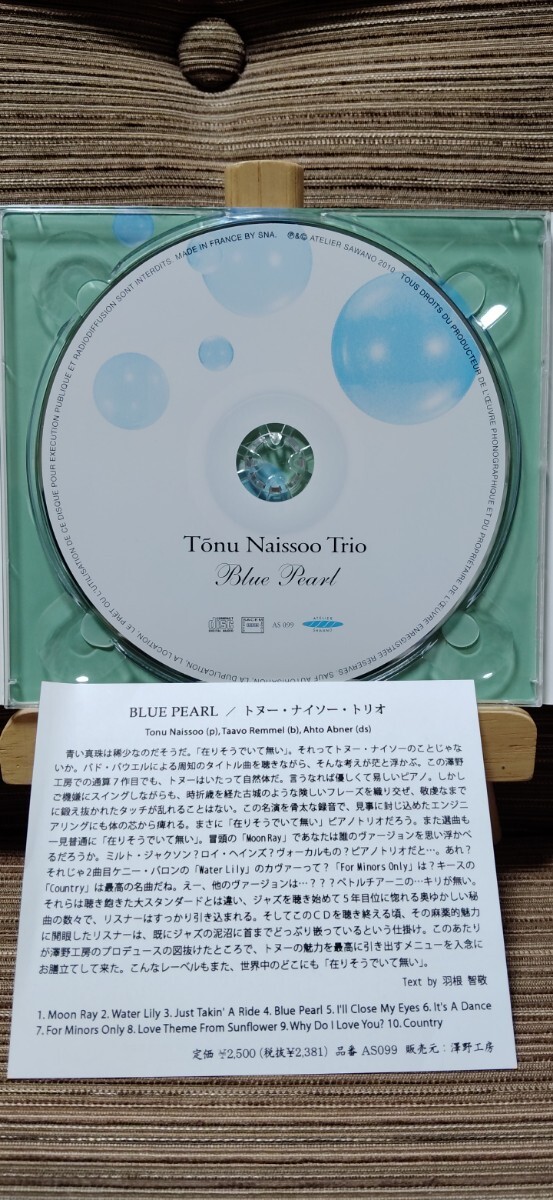 MADE IN FRANCE BY SNA. ℗&© ATELIER SAWANO 2010 TOUS DROITS DU PRODUCTEUR DE L'ŒUVRE PHONOGRAPHIQUE ET DU PROPRIETAIRE DE L'ŒUVRE ENREGISTREE RESERVES. SAUF AUTORISATION, LA DUPLICATION, LA LOCATION, LE PRET OU L'UTILISATION DE CE DISQUE POUR EXECUTION PUBLIQUE ET RADIODIFFUSION SONT INTERDITS.
Tõnu Naissoo Trio
Blue Pearl
AS 099
ATELIER
SAWANO
BLUE PEARL / トヌー・ナイソー・トリオ
Tonu Naissoo (p), Taavo Remmel (b), Ahto Abner (ds)
青い真珠は稀少なのだそうだ。「在りそうでいて無い」。それってトヌー・ナイソーのことじゃな
いか。バド・パウエルによる周知のタイトル曲を聴きながら、そんな考えが茫と浮かぶ。この澤野
工房での通算7作目でも、トヌーはいたって自然体だ。言うなれば優しくて易しいピアノ。しかし
ご機嫌にスイングしながらも、時折歳を経た古城のような険しいフレーズを織り交ぜ、敬虔なまで
に鍛え抜かれたタッチが乱れることはない。この名演を骨太な録音で、見事に封じ込めたエンジニ
アリングにも体の芯から痺れる。まさに「在りそうでいて無い」ピアノトリオだろう。また選曲も
一見普通に「在りそうでいて無い」。冒頭の「Moon Ray」であなたは誰のヴァージョンを思い浮かべ
るだろうか。ミルト・ジャクソン？ロイ・ヘインズ？ヴォーカルもの？ピアノトリオだと…。あれ？
それじゃ2曲目ケニー・バロンの「Water Lily」のカヴァーって？「For Minors Only」は？キースの
「Country」は最高の名曲だね。えー、他のヴァージョンは…？？？ペトルチアーニの…キリが無い。
それらは聴き飽きた大スタンダードとは違い、ジャズを聴き始めて5年目位に惚れる奥ゆかしい秘
曲の数々で、リスナーはすっかり引き込まれる。そしてこのCDを聴き終える頃、その麻薬的魅力
に開眼したリスナーは、既にジャズの泥沼に首までどっぷり嵌っているという仕掛け。このあたり
が澤野工房のプロデュースの図抜けたところで、トヌーの魅力を最高に引き出すメニューを入念に
お膳立てして来た。こんなレーベルもまた、世界中のどこにも「在りそうでいて無い」。
Text by 羽根 智敬
1. Moon Ray 2. Water Lily 3. Just Takin' A Ride 4. Blue Pearl 5. I'll Close My Eyes 6. It's A Dance
7. For Minors Only 8. Love Theme From Sunflower 9. Why Do I Love You? 10. Country
定価 ¥2,500 (税抜¥2,381) 品番 AS099 販売元：澤野工房